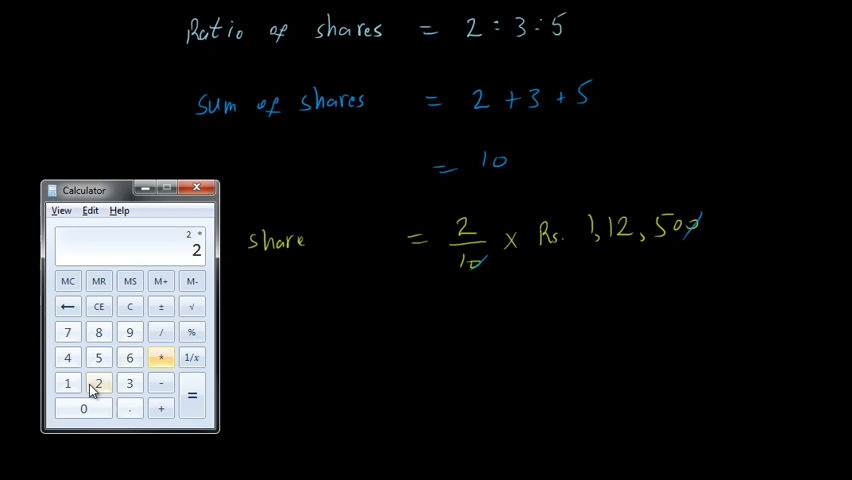 Ratio of shares = 2 : 3 : 5
Sum of shares = 2 + 3 + 5
= 10
share = 2/10 × Rs. 1,12,500
Calculator
View Edit Help
2 *
2
MC MR MS M+ M-
← CE C ± √
7 8 9 / %
4 5 6 * 1/x
1 2 3 - =
0 . +